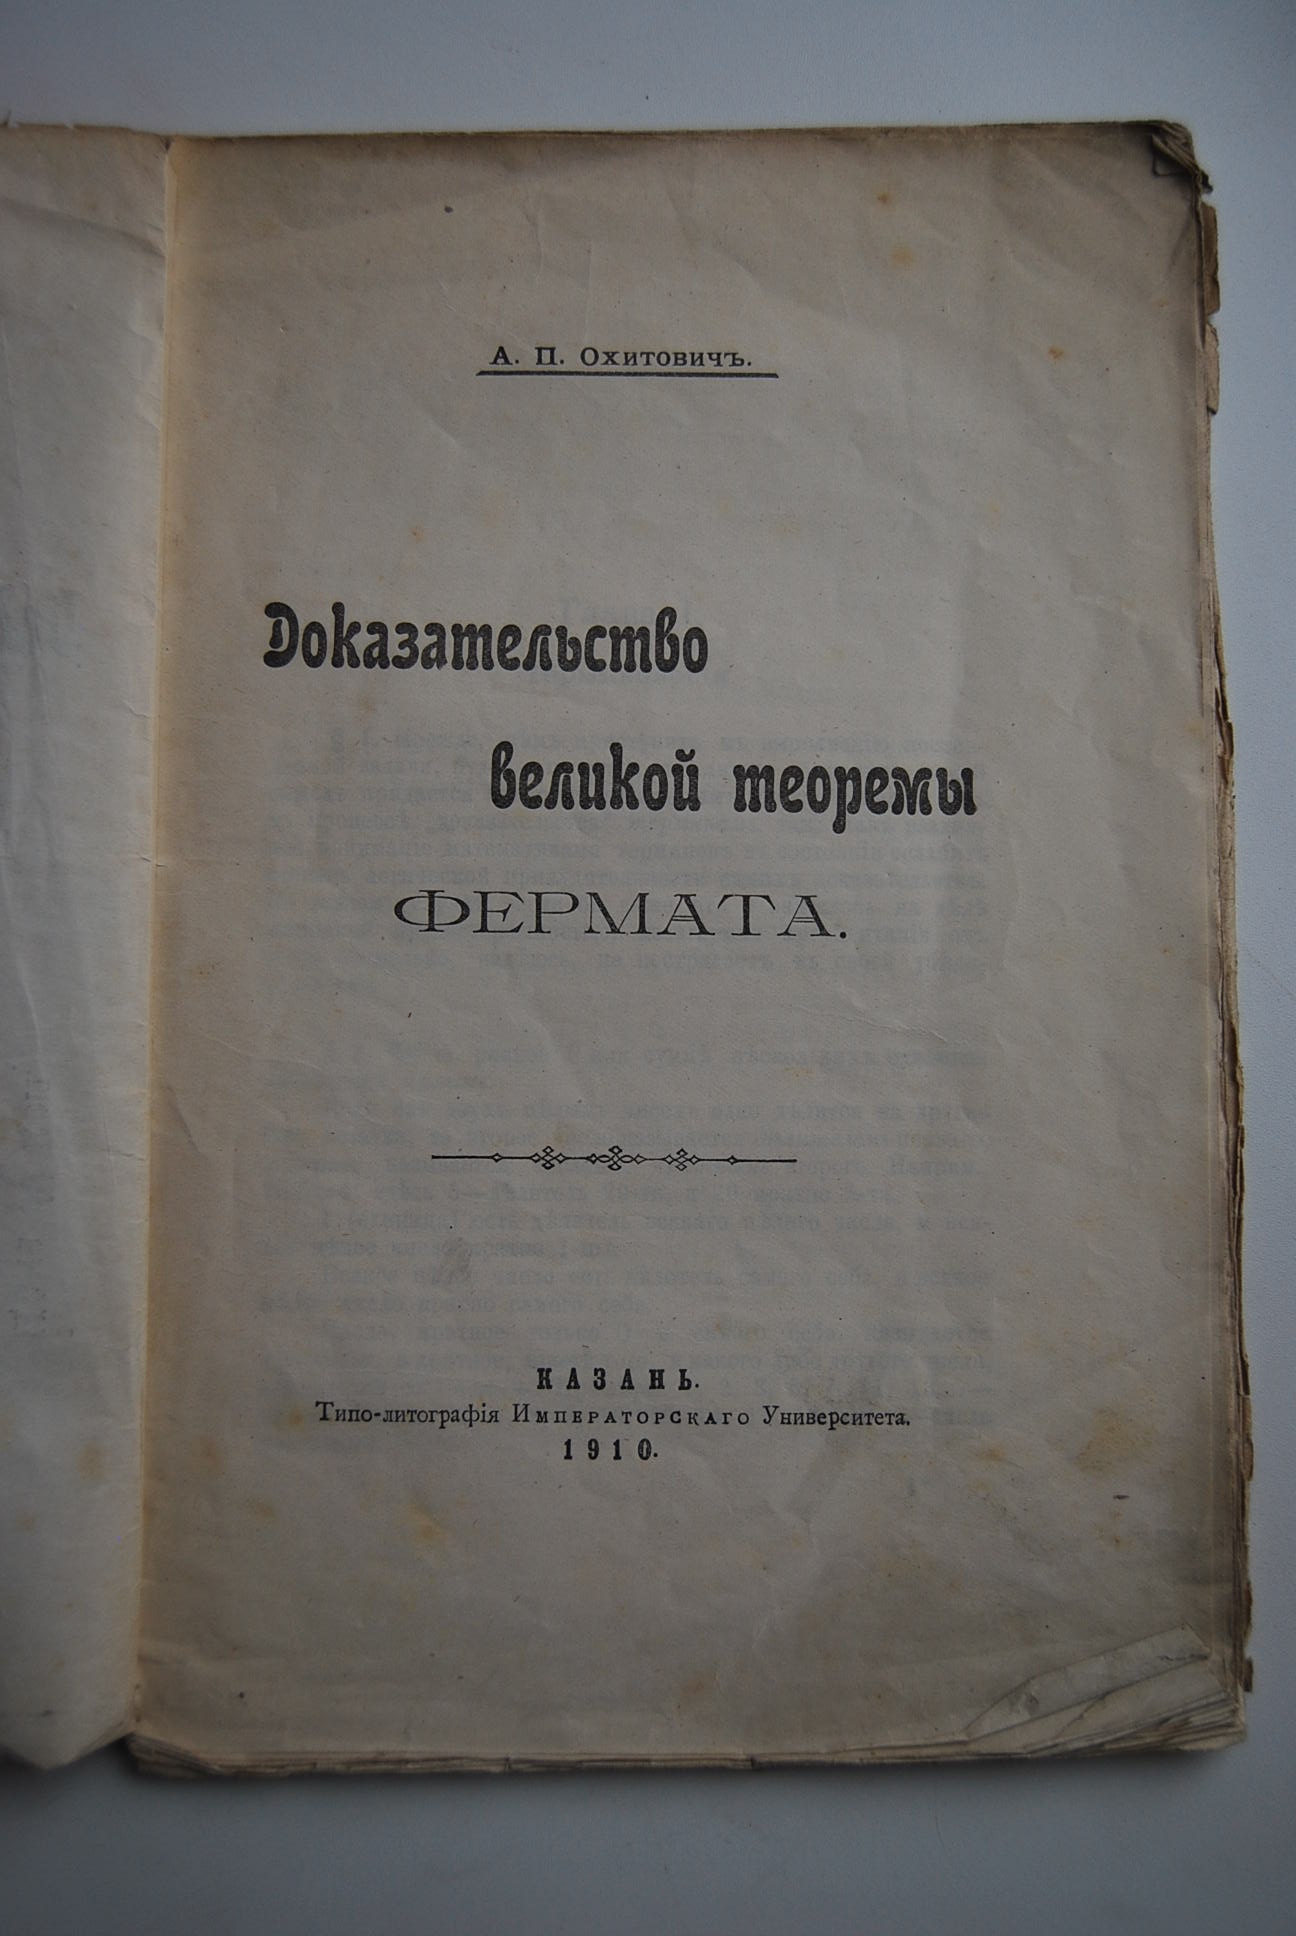 А. П. Охитовичъ.
Доказательство
великой теоремы
ФЕРМАТА.
КАЗАНЬ.
Типо-литографія Императорскаго Университета.
1910.